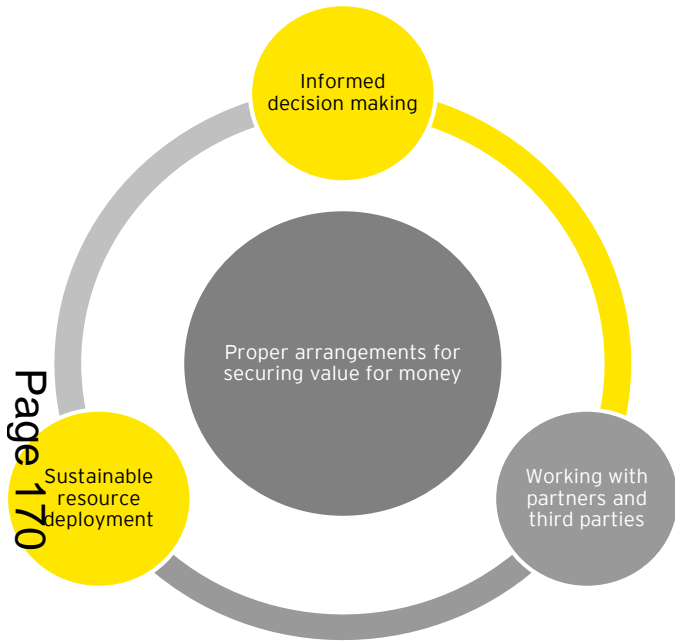 Informed
decision making
Proper arrangements for
securing value for money
Sustainable
resource
deployment
Working with
partners and
third parties
Page 170